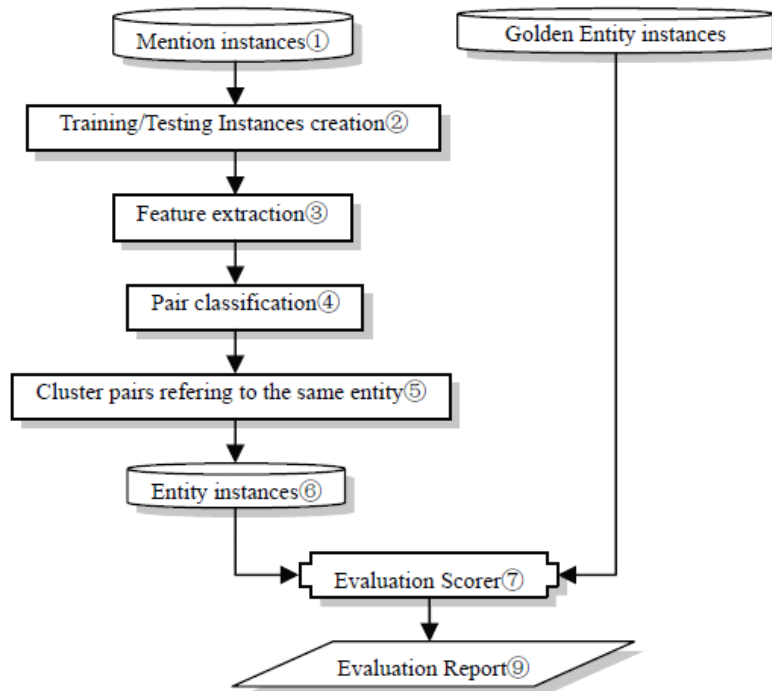 Mention instances①
Golden Entity instances
Training/Testing Instances creation②
Feature extraction③
Pair classification④
Cluster pairs refering to the same entity⑤
Entity instances⑥
Evaluation Scorer⑦
Evaluation Report⑨